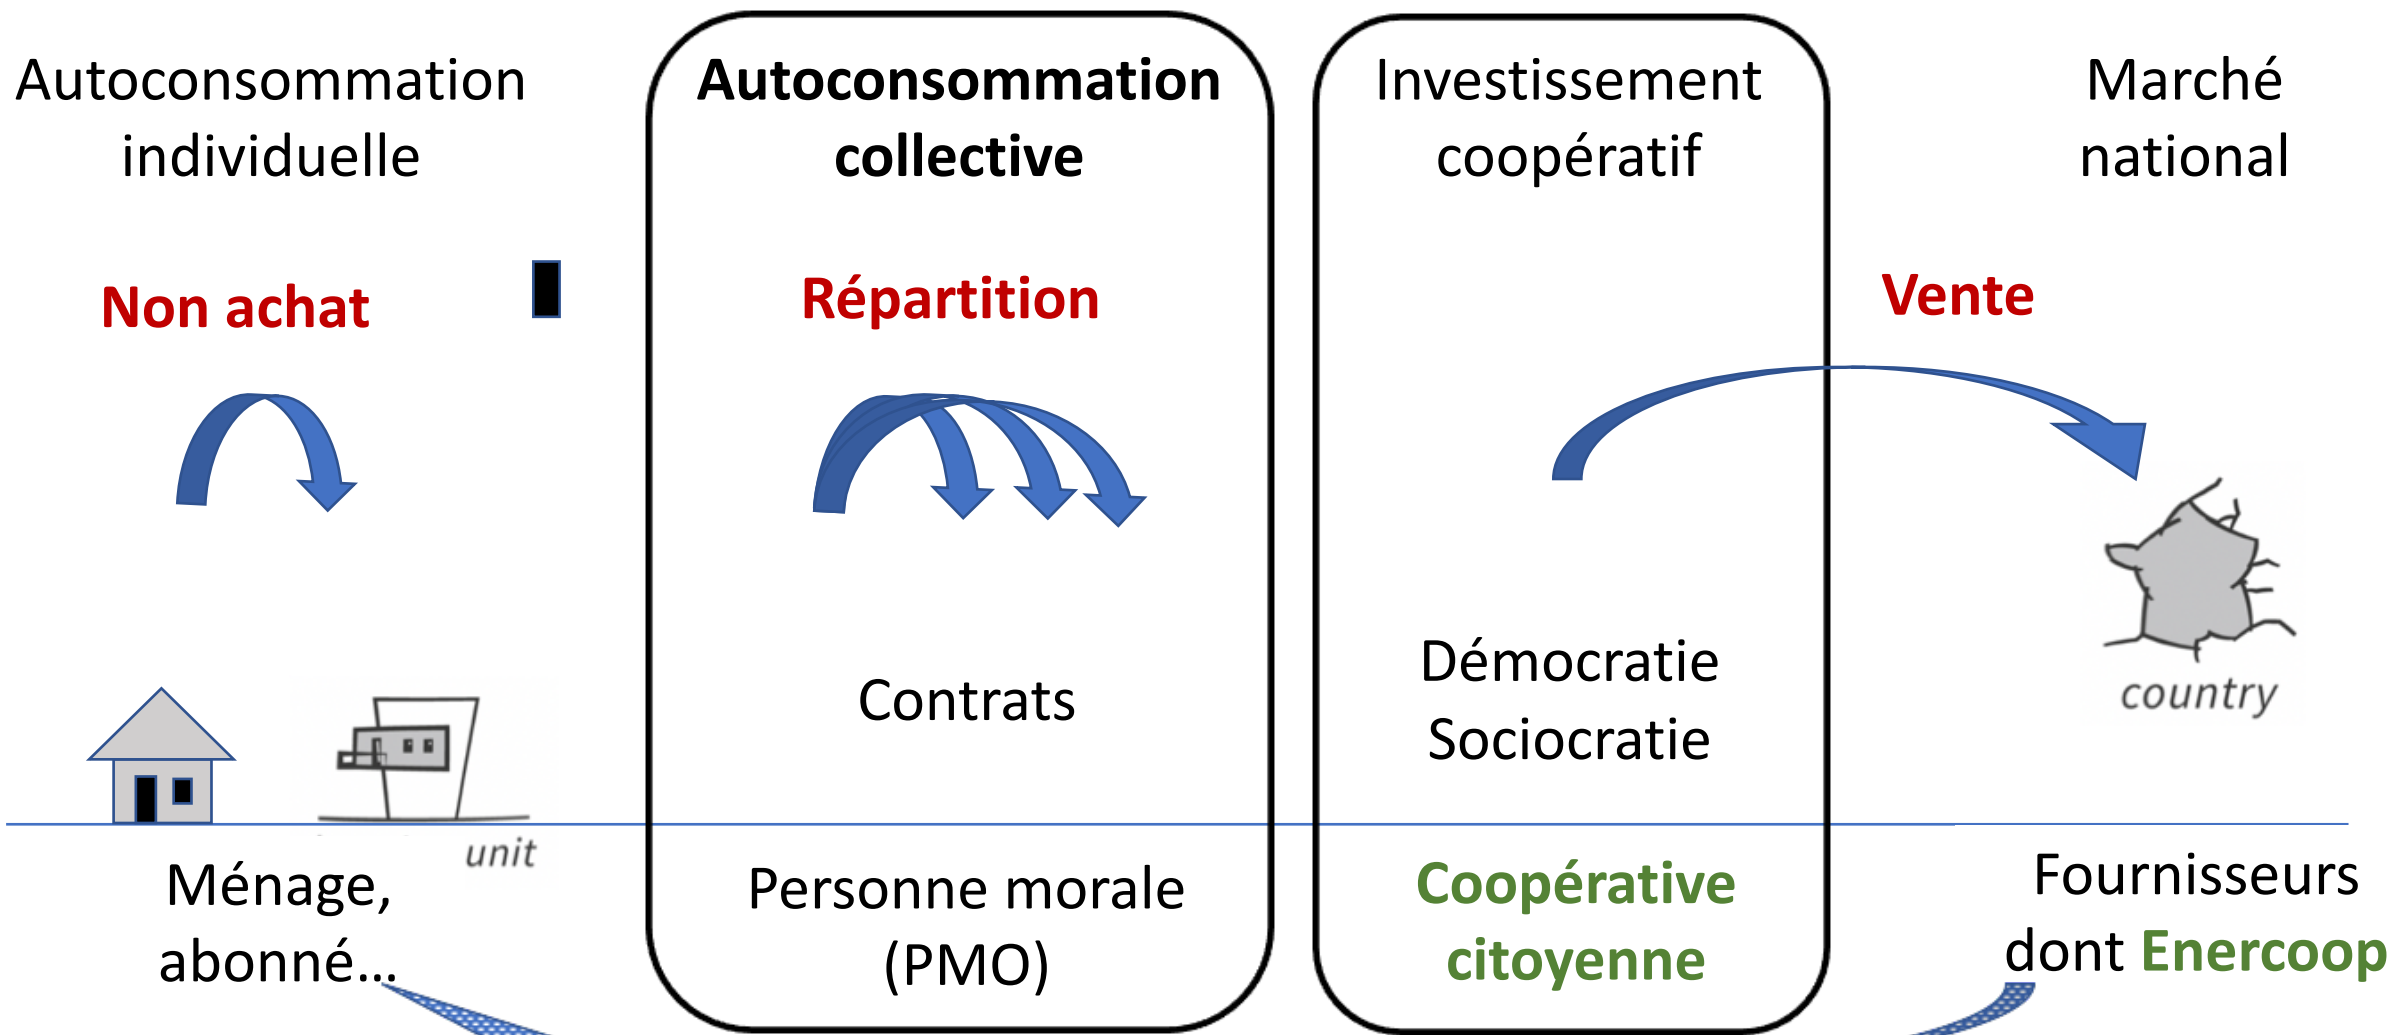 Autoconsommation
individuelle
Autoconsommation
collective
Investissement
coopératif
Marché
national
Non achat
Répartition
Vente
Contrats
Démocratie
Sociocratie
country
unit
Ménage,
abonné...
Personne morale
(PMO)
Coopérative
citoyenne
Fournisseurs
dont Enercoop